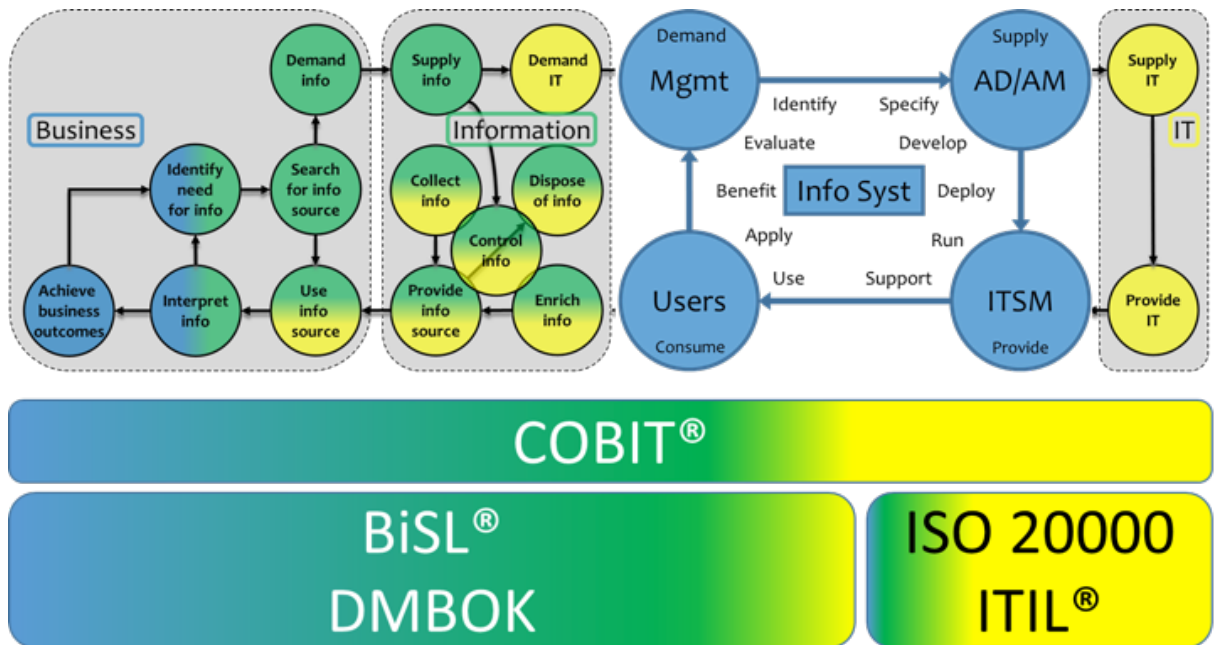 Business
Demand
info
Identify
need
for info
Search
for info
source
Achieve
business
outcomes
Interpret
info
Use
info
source
Information
Supply
info
Demand
IT
Collect
info
Dispose
of info
Control
info
Provide
info
source
Enrich
info
Demand
Mgmt
Supply
AD/AM
Identify
Specify
Evaluate
Develop
Benefit
Info Syst
Deploy
Apply
Run
Use
Support
Users
Consume
ITSM
Provide
Supply
IT
IT
Provide
IT
COBIT®
BiSL®
DMBOK
ISO 20000
ITIL®